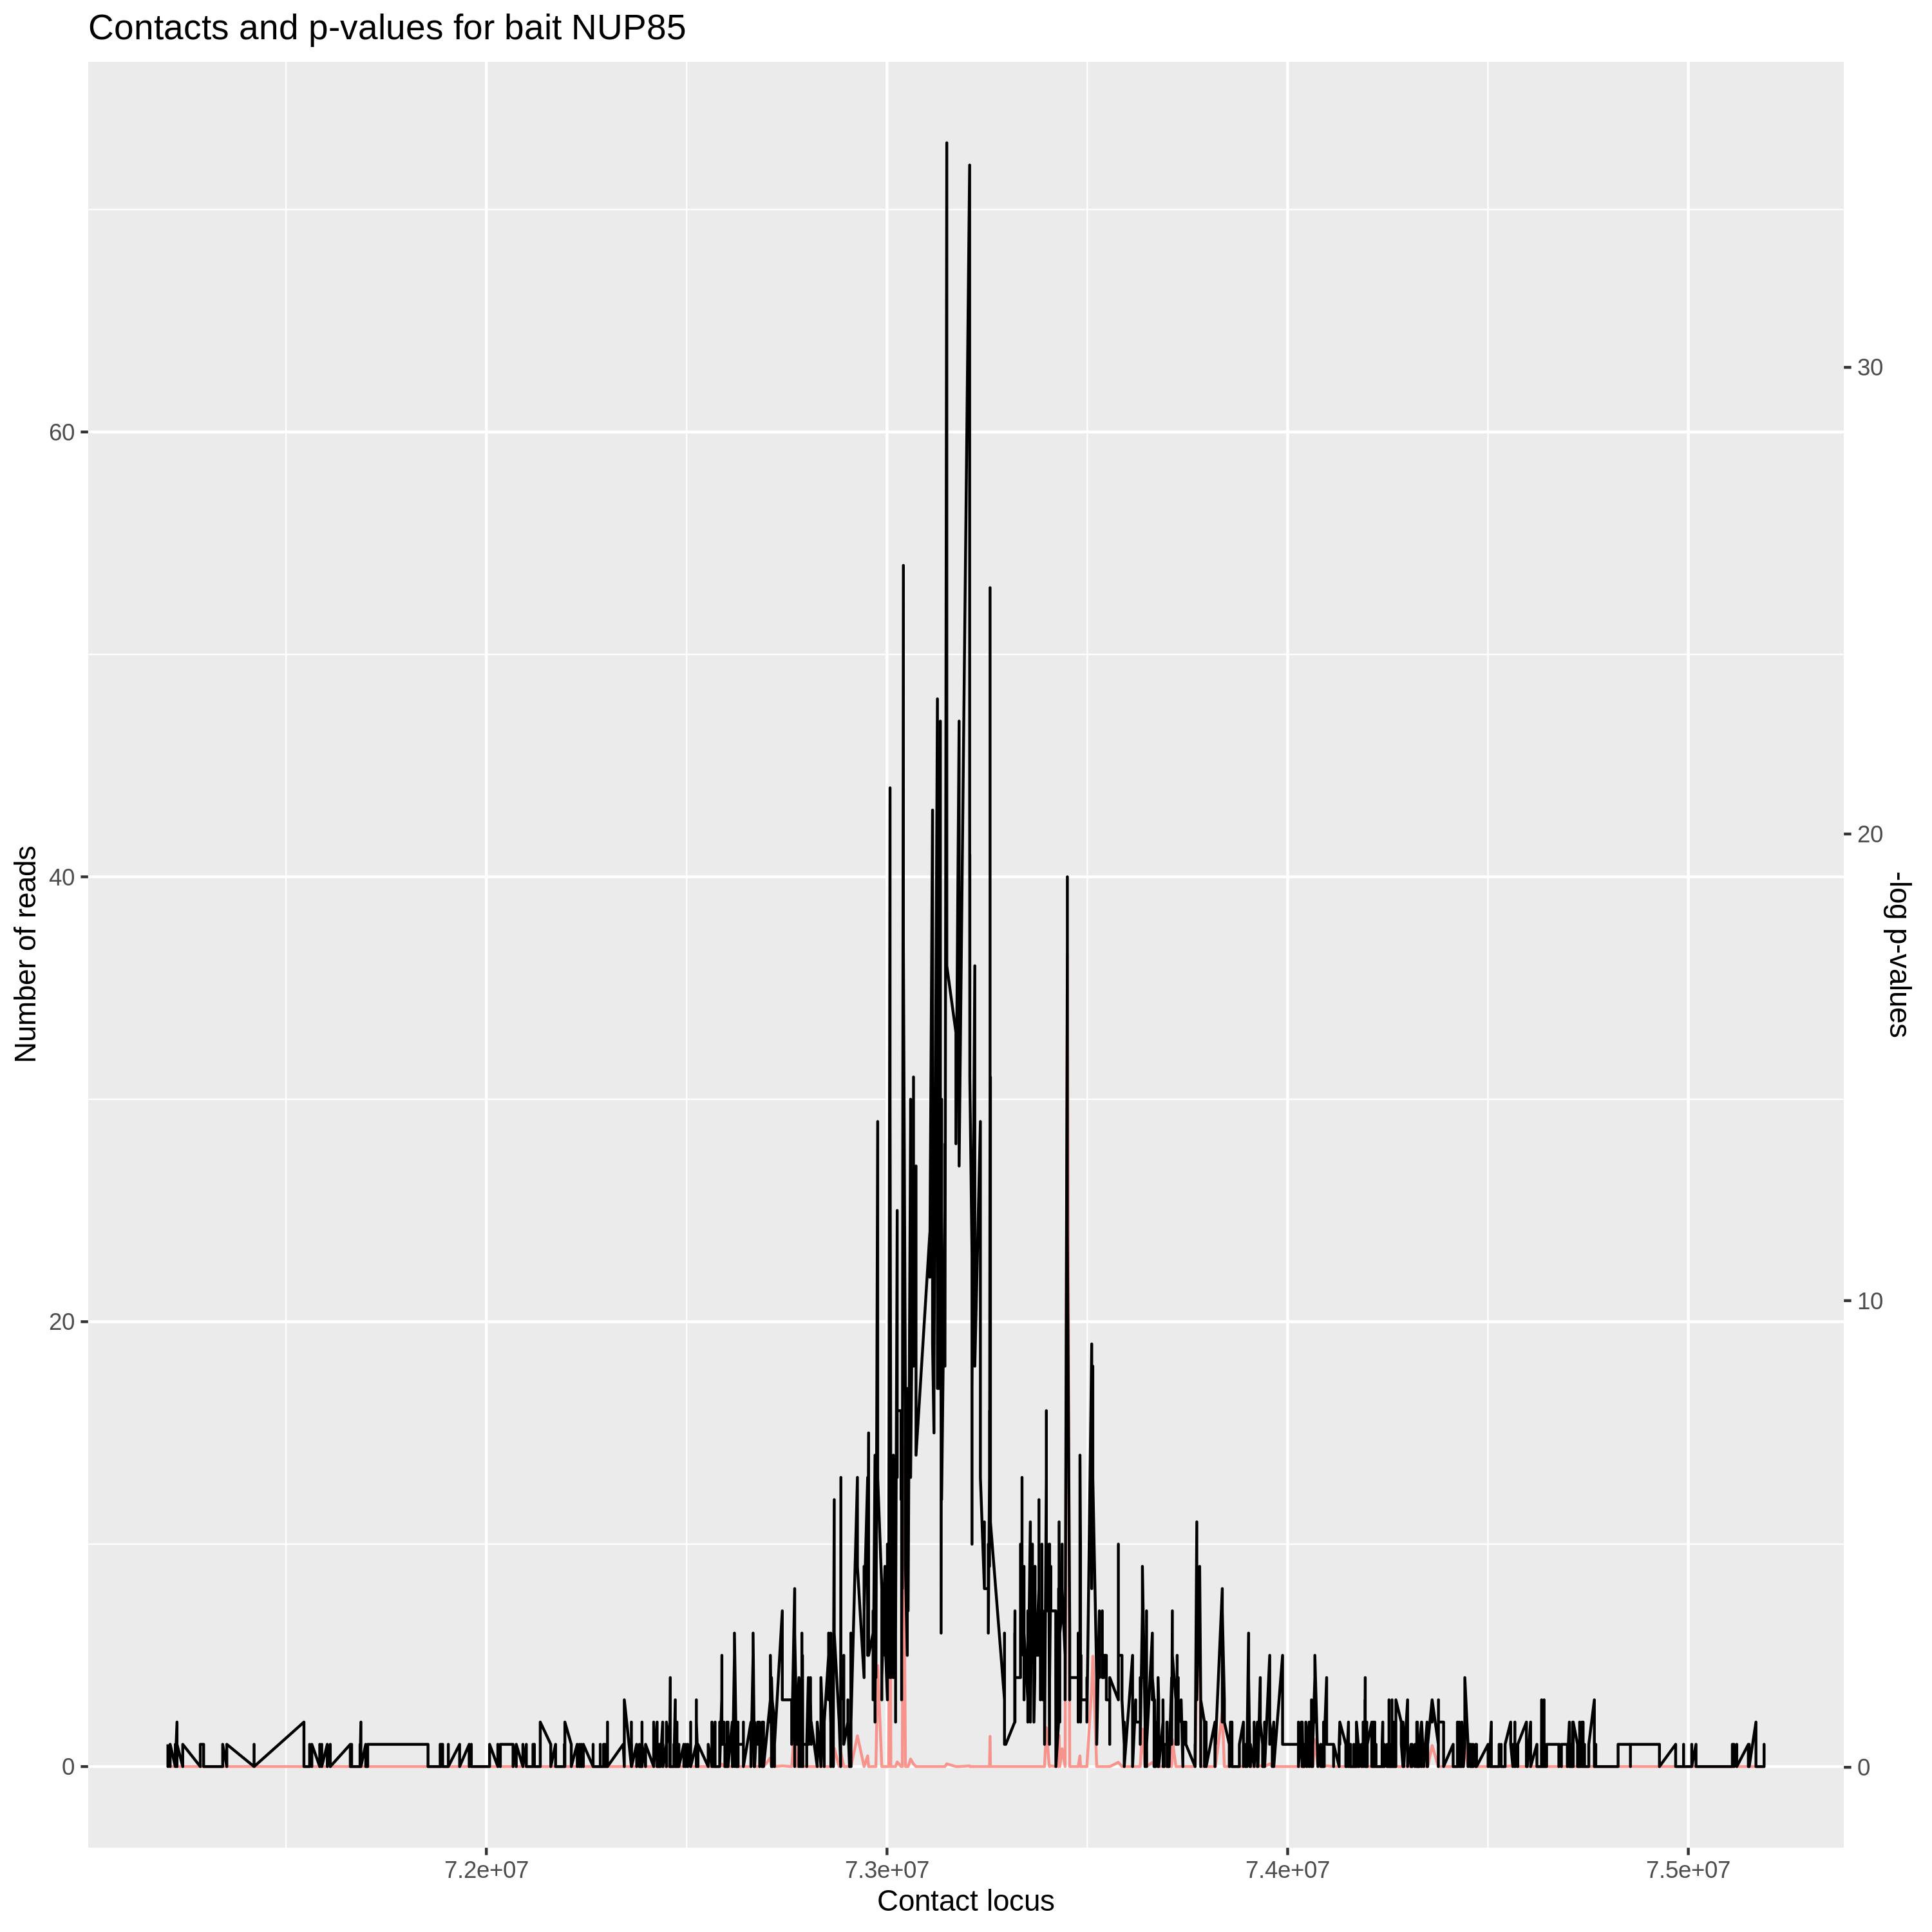 Contacts and p-values for bait NUP85
Number of reads
60
40
20
0
30
20
10
0
-log p-values
7.2e+07 7.3e+07 7.4e+07 7.5e+07
Contact locus